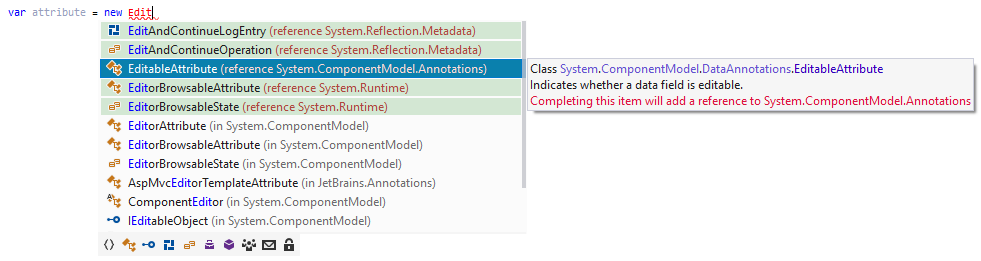 var attribute = new Edit
EditAndContinueLogEntry (reference System.Reflection.Metadata)
EditAndContinueOperation (reference System.Reflection.Metadata)
EditableAttribute (reference System.ComponentModel.Annotations)
EditorBrowsableAttribute (reference System.Runtime)
EditorBrowsableState (reference System.Runtime)
EditorAttribute (in System.ComponentModel)
EditorBrowsableAttribute (in System.ComponentModel)
EditorBrowsableState (in System.ComponentModel)
AspMvcEditorTemplateAttribute (in JetBrains.Annotations)
ComponentEditor (in System.ComponentModel)
IEditableObject (in System.ComponentModel)
Class System.ComponentModel.DataAnnotations.EditableAttribute
Indicates whether a data field is editable.
Completing this item will add a reference to System.ComponentModel.Annotations